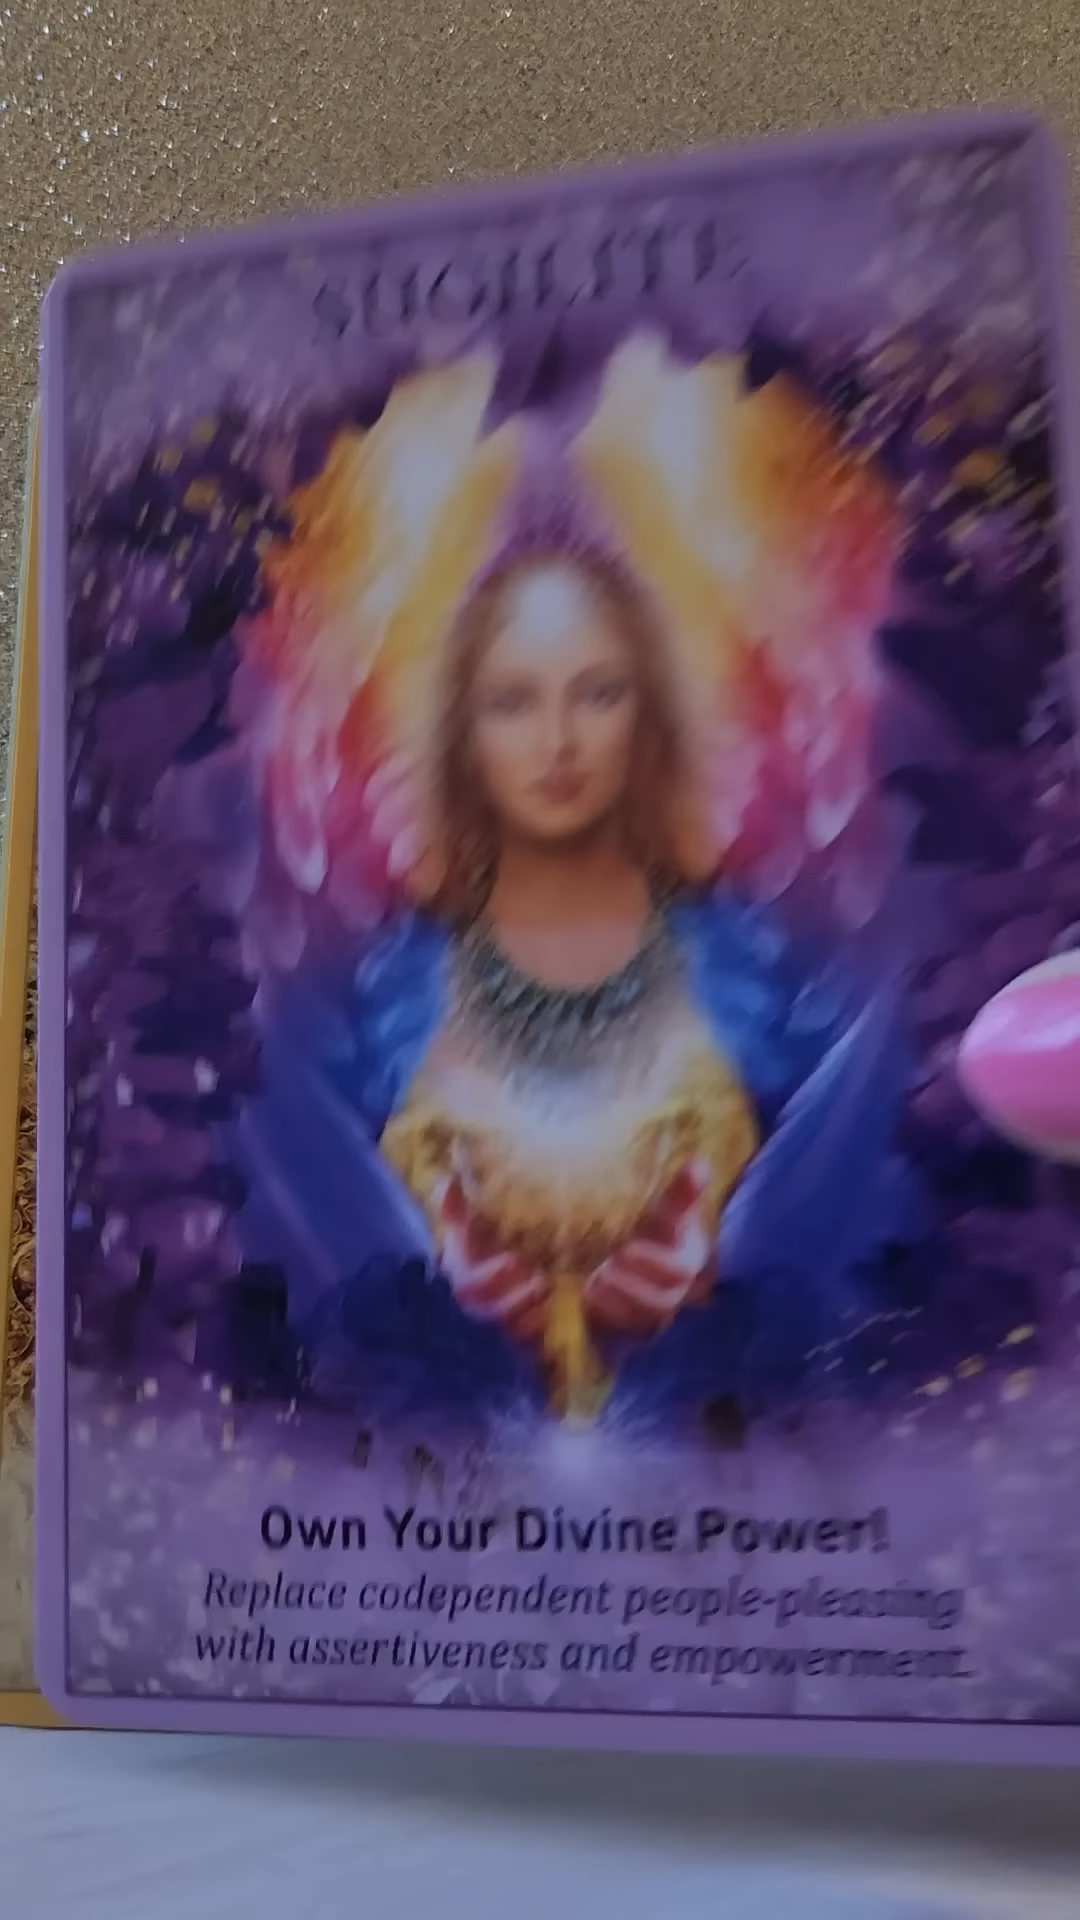 SUGILITE
Own Your Divine Power!
Replace codependent people-pleasing
with assertiveness and empowerment.